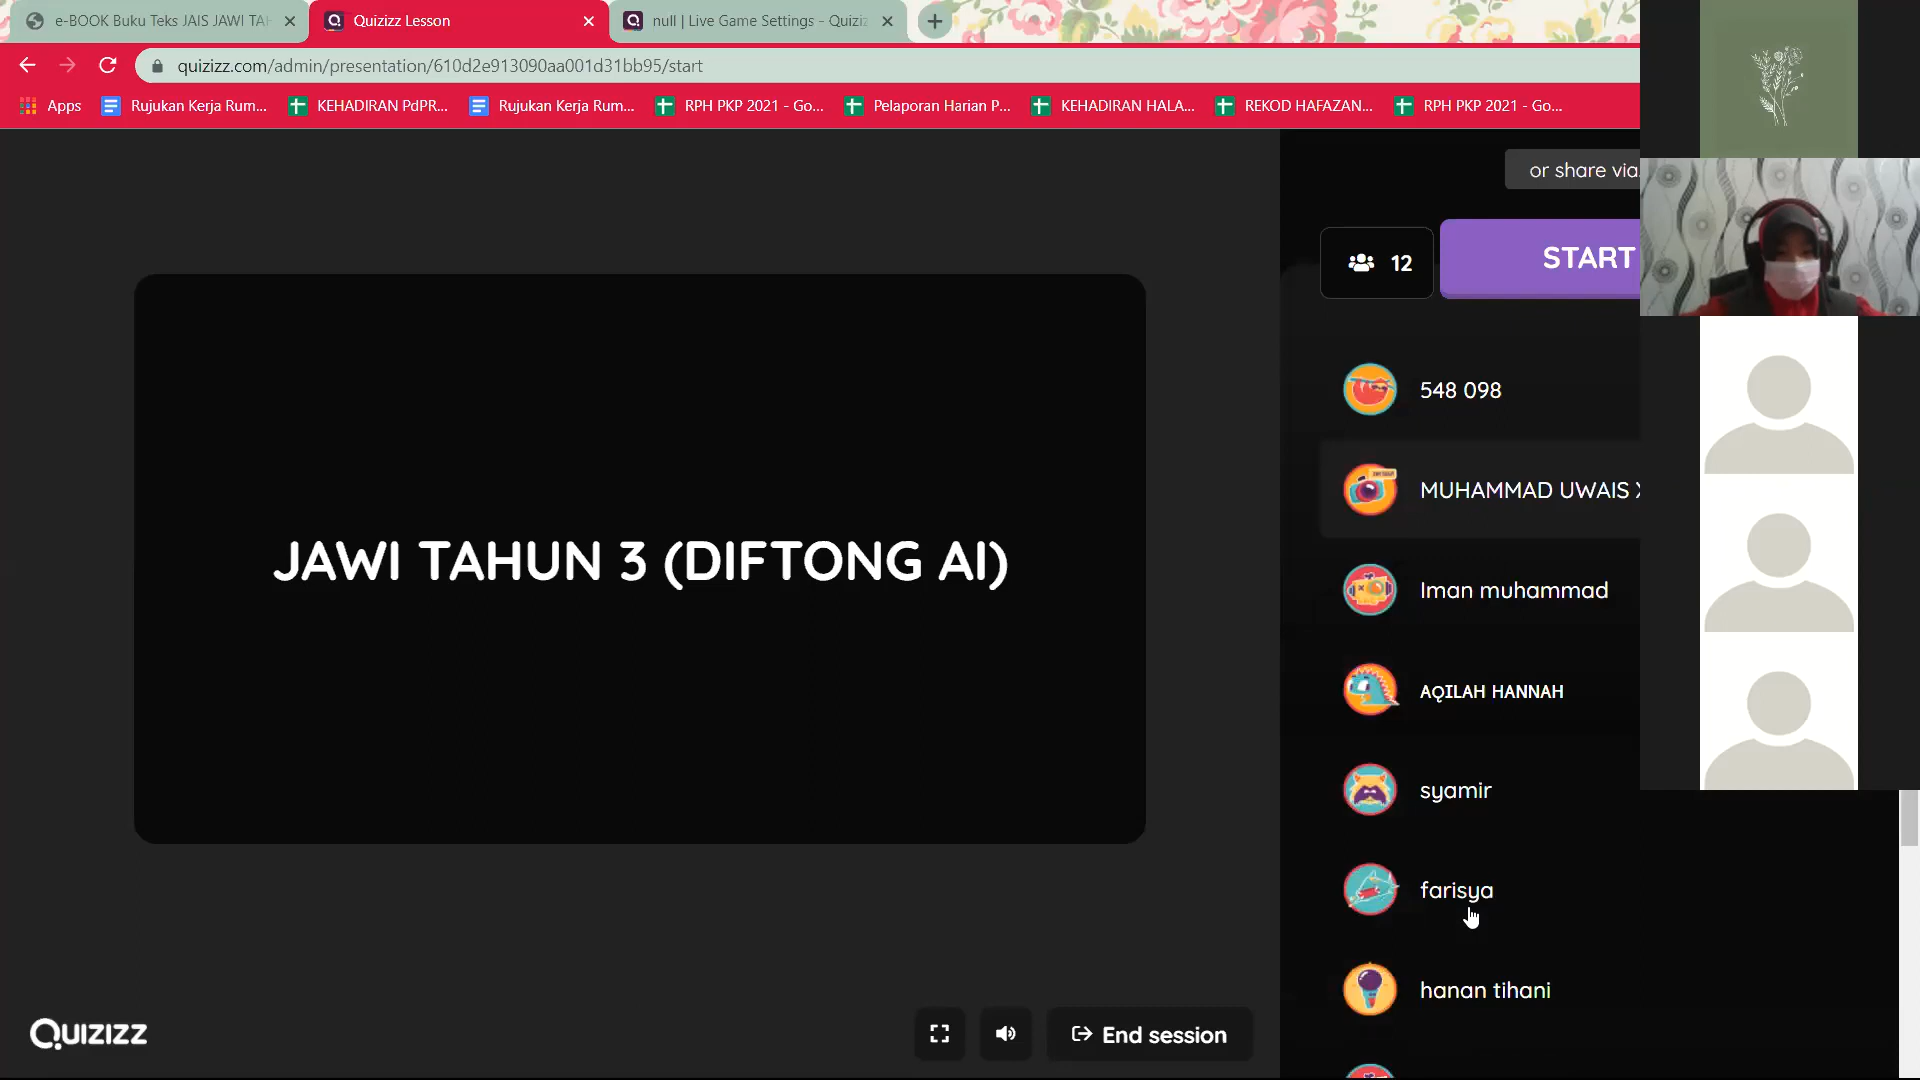 e-BOOK Buku Teks JAIS JAWI TAH
Quizizz Lesson
null | Live Game Settings - Quiziz
quizizz.com/admin/presentation/610d2e913090aa001d31bb95/start
Apps
Rujukan Kerja Rum...
KEHADIRAN PdPR...
Rujukan Kerja Rum...
RPH PKP 2021 - Go...
Pelaporan Harian P...
KEHADIRAN HALA...
REKOD HAFAZAN...
RPH PKP 2021 - Go...
or share via
12
START
548 098
MUHAMMAD UWAIS
Iman muhammad
AQILAH HANNAH
syamir
farisya
hanan tihani
JAWI TAHUN 3 (DIFTONG AI)
QUIZIZZ
End session